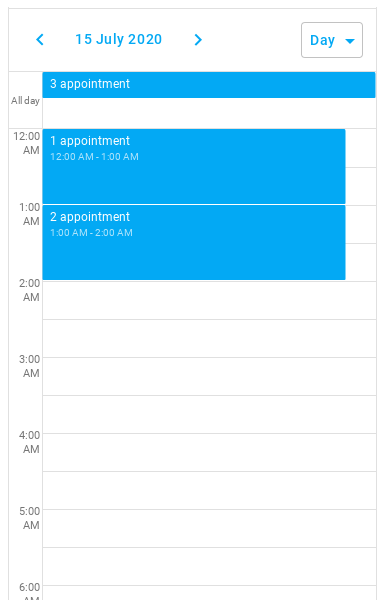 15 July 2020
Day
3 appointment
All day
12:00
AM
1 appointment
12:00 AM - 1:00 AM
1:00
AM
2 appointment
1:00 AM - 2:00 AM
2:00
AM
3:00
AM
4:00
AM
5:00
AM
6:00
AM